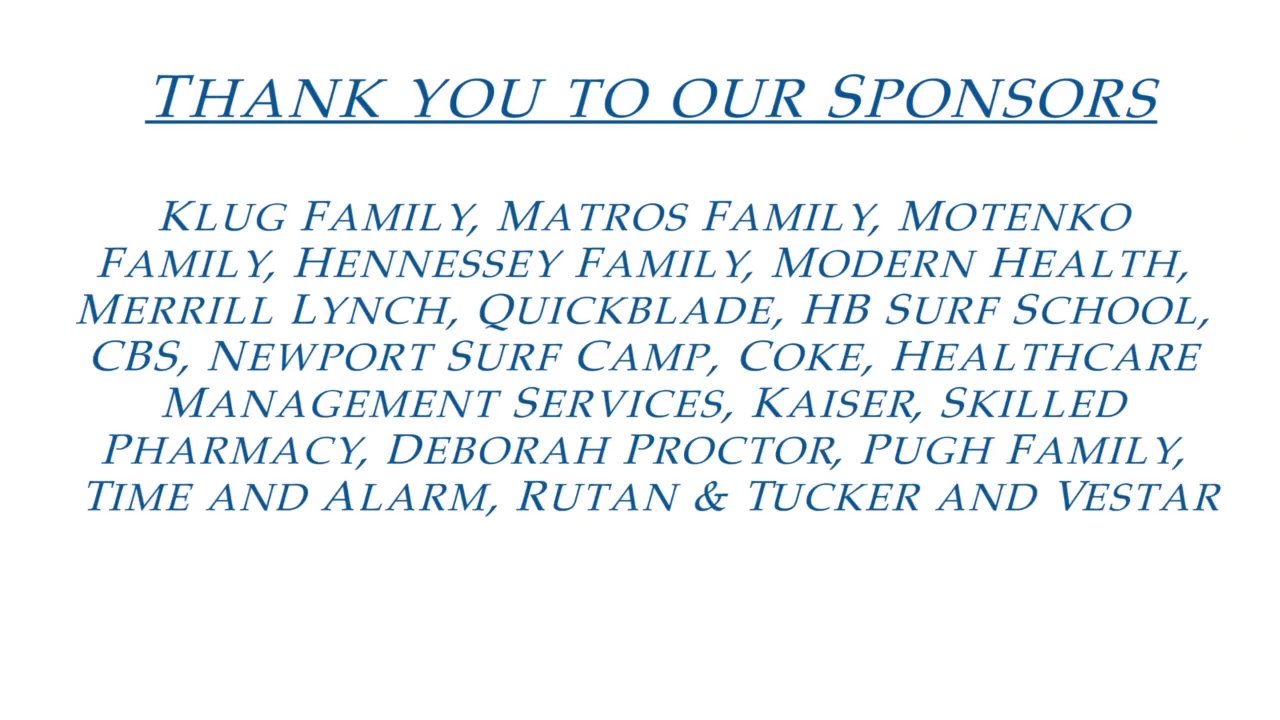 THANK YOU TO OUR SPONSORS
KLUG FAMILY, MATROS FAMILY, MOTENKO
FAMILY, HENNESSEY FAMILY, MODERN HEALTH,
MERRILL LYNCH, QUICKBLADE, HB SURF SCHOOL,
CBS, NEWPORT SURF CAMP, COKE, HEALTHCARE
MANAGEMENT SERVICES, KAISER, SKILLED
PHARMACY, DEBORAH PROCTOR, PUGH FAMILY,
TIME AND ALARM, RUTAN & TUCKER AND VESTAR